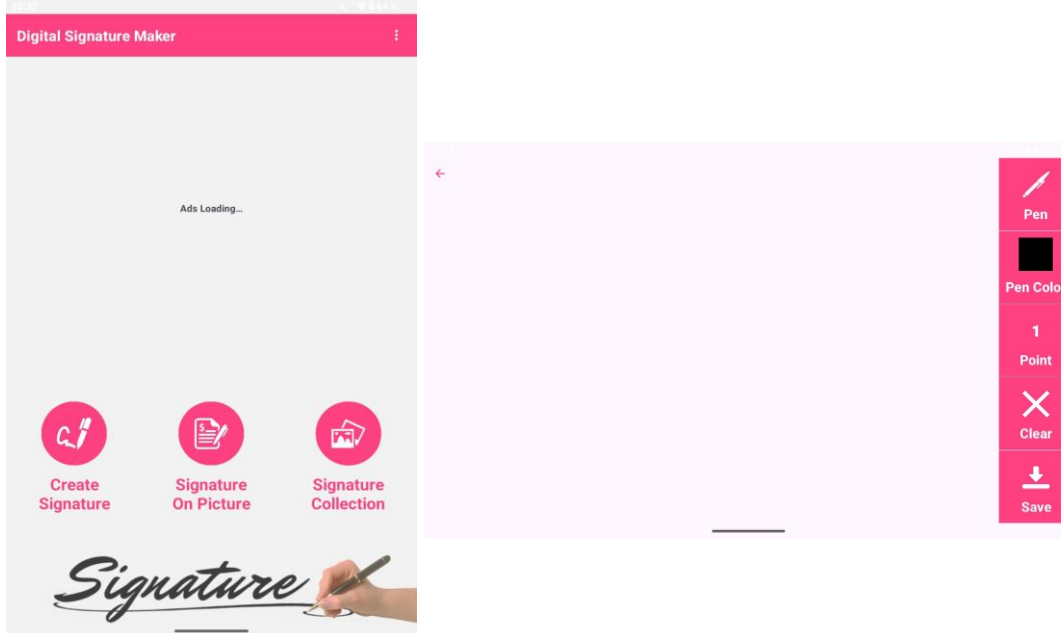 Digital Signature Maker
Ads Loading...
Create
Signature
Signature
On Picture
Signature
Collection
Signature
Pen
Pen Colo
1
Point
Clear
Save